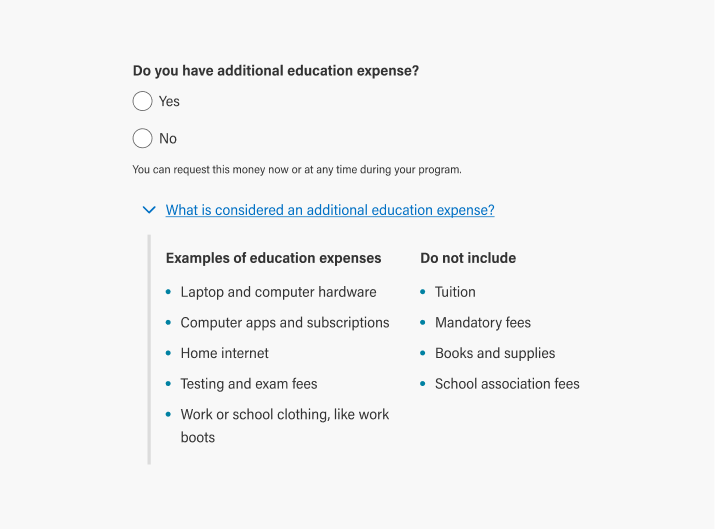 Do you have additional education expense?
Yes
No
You can request this money now or at any time during your program.
What is considered an additional education expense?
Examples of education expenses
Laptop and computer hardware
Computer apps and subscriptions
Home internet
Testing and exam fees
Work or school clothing, like work
boots
Do not include
Tuition
Mandatory fees
Books and supplies
School association fees